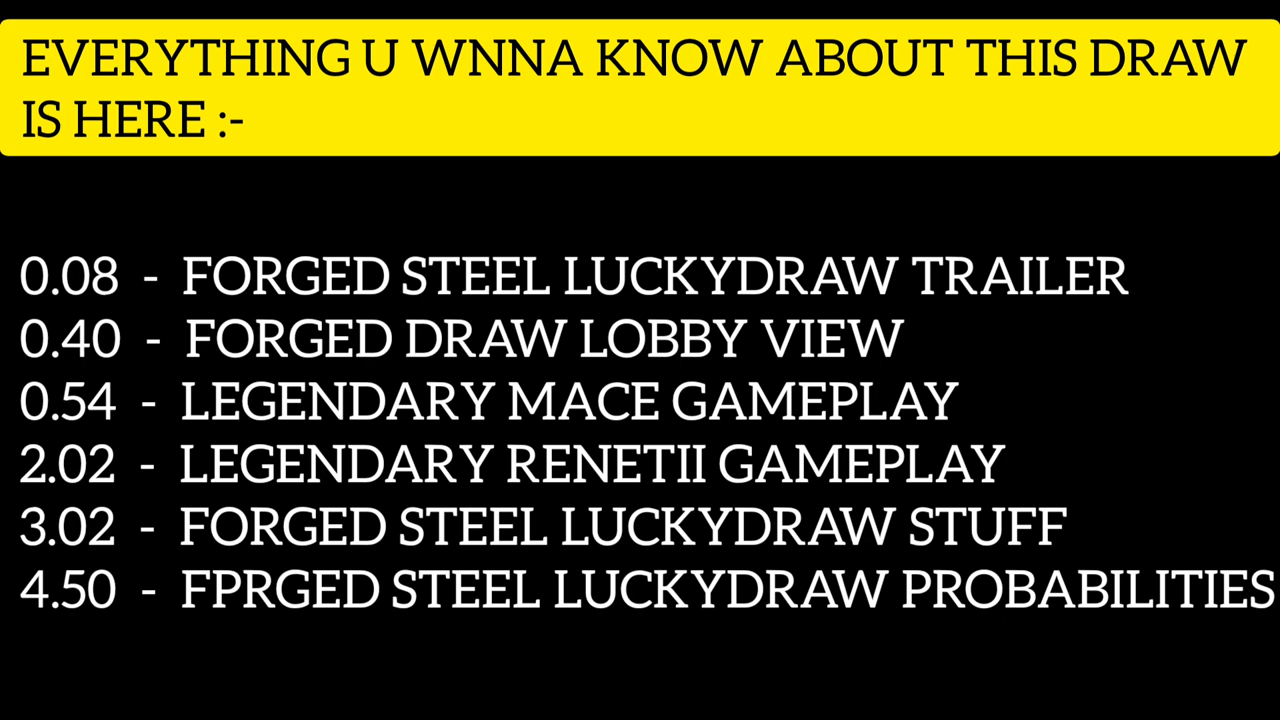 EVERYTHING U WNNA KNOW ABOUT THIS DRAW
IS HERE :-
0.08 - FORGED STEEL LUCKYDRAW TRAILER
0.40 - FORGED DRAW LOBBY VIEW
0.54 - LEGENDARY MACE GAMEPLAY
2.02 - LEGENDARY RENETII GAMEPLAY
3.02 - FORGED STEEL LUCKYDRAW STUFF
4.50 - FPRGED STEEL LUCKYDRAW PROBABILITIES